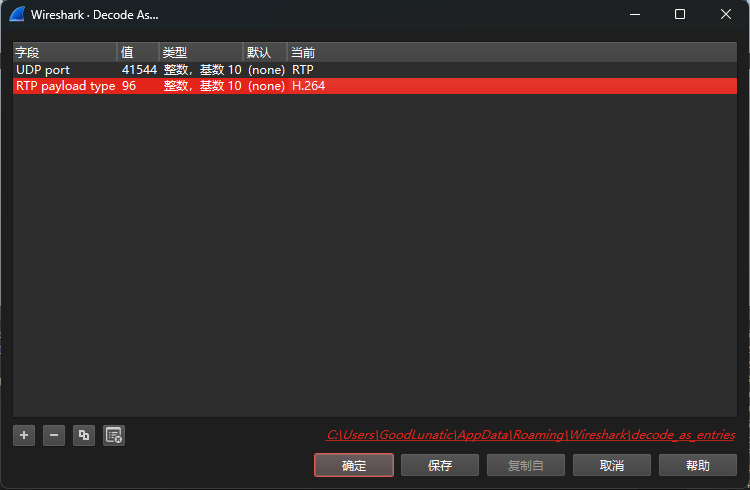 Wireshark · Decode As...
字段 值 类型 默认 当前
UDP port 41544 整数，基数 10 (none) RTP
RTP payload type 96 整数，基数 10 (none) H.264
C:\Users\GoodLunatic\AppData\Roaming\Wireshark\decode_as_entries
确定 保存 复制自 取消 帮助